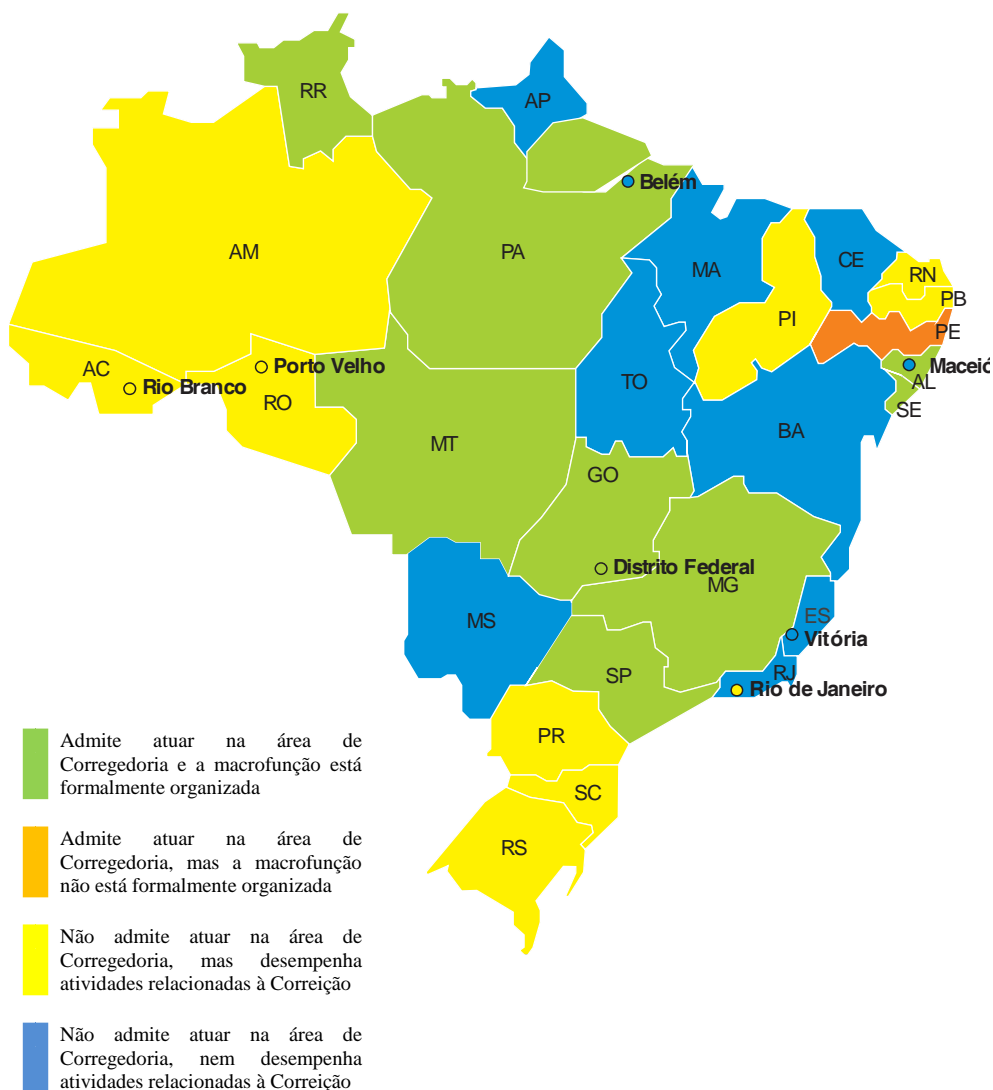 RR
AP
Belém
AM
PA
MA
CE
RN
PB
PI
PE
AC
Porto Velho
Rio Branco
RO
TO
Maceió
AL
SE
BA
MT
GO
Distrito Federal
MG
MS
ES
Vitória
SP
RJ
Rio de Janeiro
PR
SC
RS
Admite atuar na área de
Corregedoria e a macrofunção está
formalmente organizada
Admite atuar na área de
Corregedoria, mas a macrofunção
não está formalmente organizada
Não admite atuar na área de
Corregedoria, mas desempenha
atividades relacionadas à Correição
Não admite atuar na área de
Corregedoria, nem desempenha
atividades relacionadas à Correição